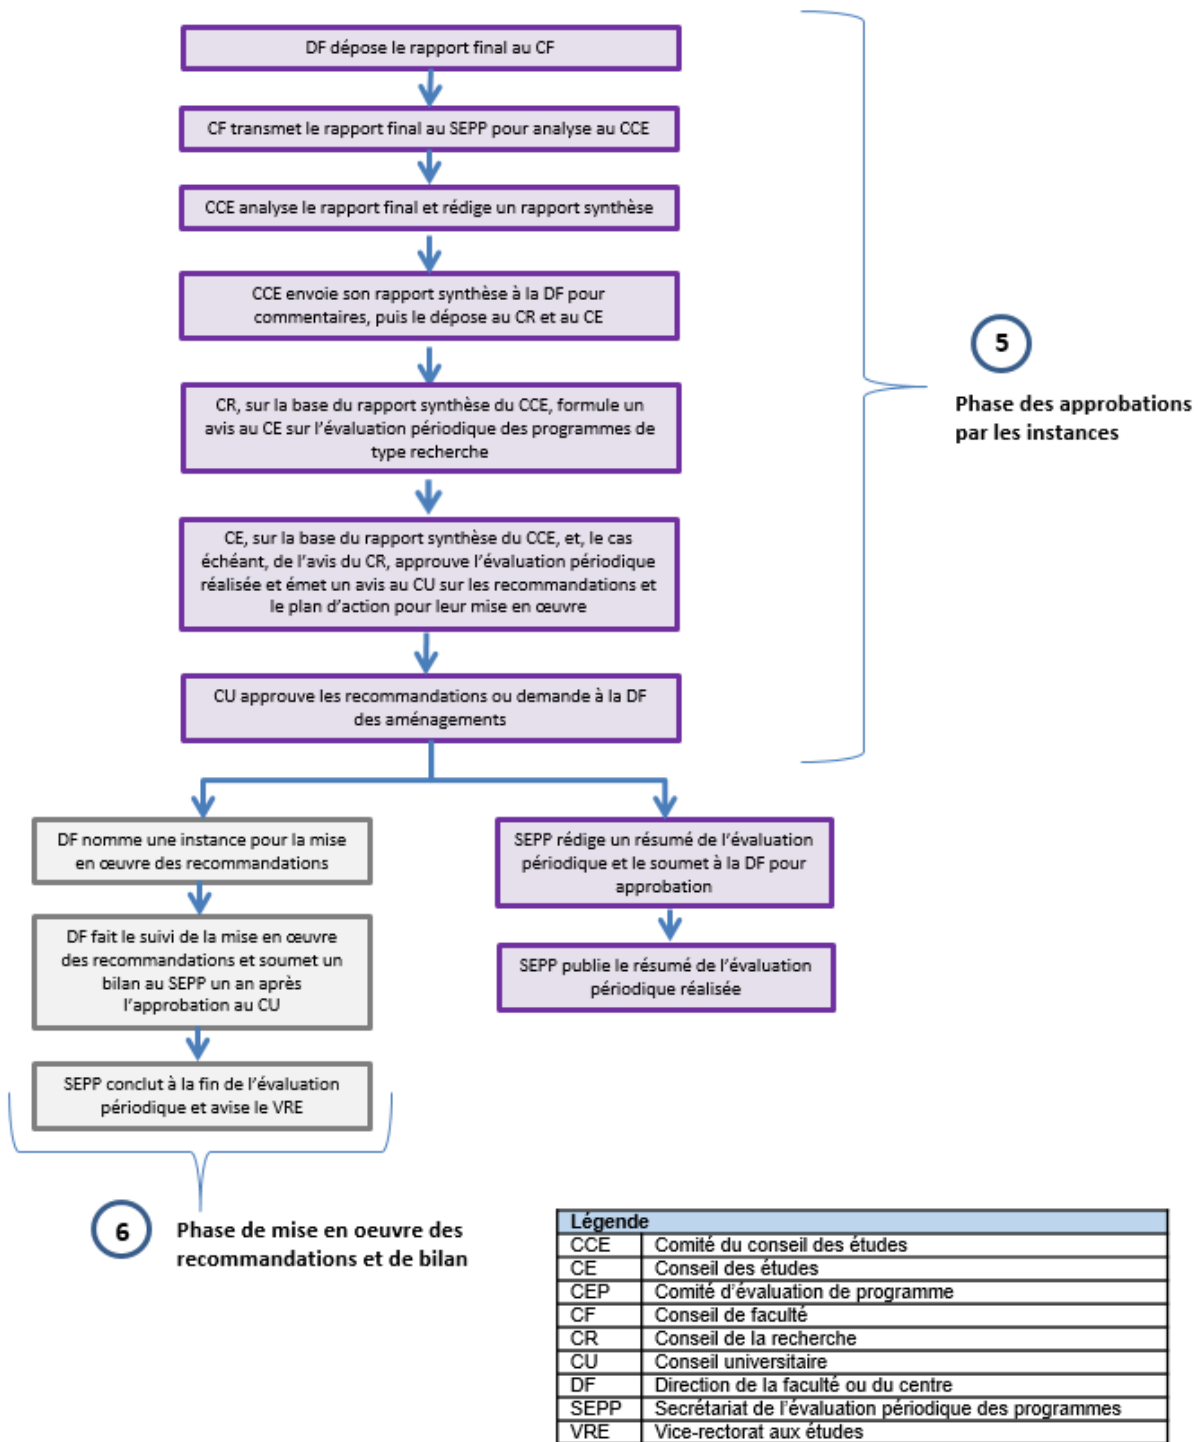 DF dépose le rapport final au CF
CF transmet le rapport final au SEPP pour analyse au CCE
CCE analyse le rapport final et rédige un rapport synthèse
CCE envoie son rapport synthèse à la DF pour
commentaires, puis le dépose au CR et au CE
CR, sur la base du rapport synthèse du CCE, formule un
avis au CE sur l'évaluation périodique des programmes de
type recherche
CE, sur la base du rapport synthèse du CCE, et, le cas
échéant, de l'avis du CR, approuve l'évaluation périodique
réalisée et émet un avis au CU sur les recommandations et
le plan d'action pour leur mise en œuvre
CU approuve les recommandations ou demande à la DF
des aménagements
5
Phase des approbations
par les instances
DF nomme une instance pour la mise
en œuvre des recommandations
DF fait le suivi de la mise en œuvre
des recommandations et soumet un
bilan au SEPP un an après
l'approbation au CU
SEPP conclut à la fin de l'évaluation
périodique et avise le VRE
SEPP rédige un résumé de l'évaluation
périodique et le soumet à la DF pour
approbation
SEPP publie le résumé de l'évaluation
périodique réalisée
6
Phase de mise en oeuvre des
recommandations et de bilan
Légende
CCE Comité du conseil des études
CE Conseil des études
CEP Comité d'évaluation de programme
CF Conseil de faculté
CR Conseil de la recherche
CU Conseil universitaire
DF Direction de la faculté ou du centre
SEPP Secrétariat de l'évaluation périodique des programmes
VRE Vice-rectorat aux études